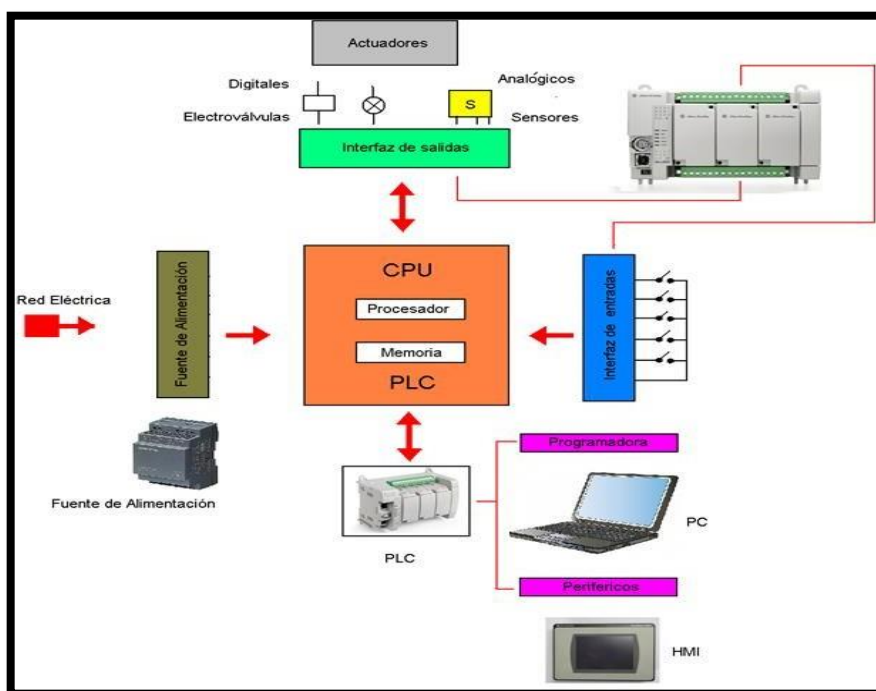 Actuadores
Digitales
Analógicos
Electroválvulas
S
Sensores
Interfaz de salidas
Red Eléctrica
Fuente de Alimentación
CPU
Procesador
Memoria
PLC
Interfaz de entradas
Fuente de Alimentación
PLC
Programadora
PC
Perifericos
HMI